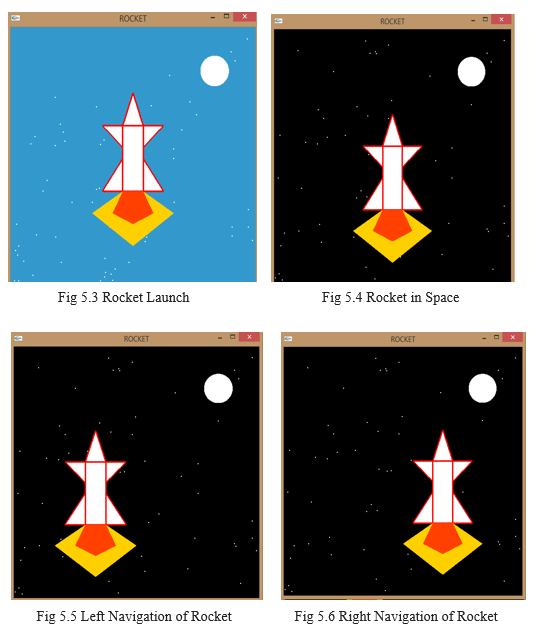 ROCKET
ROCKET
Fig 5.3 Rocket Launch
Fig 5.4 Rocket in Space
ROCKET
ROCKET
Fig 5.5 Left Navigation of Rocket
Fig 5.6 Right Navigation of Rocket